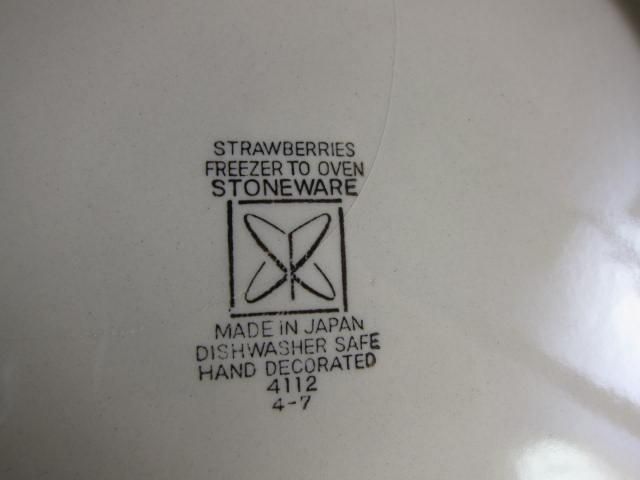 STRAWBERRIES
FREEZER TO OVEN
STONEWARE
MADE IN JAPAN
DISHWASHER SAFE
HAND DECORATED
4112
4-7